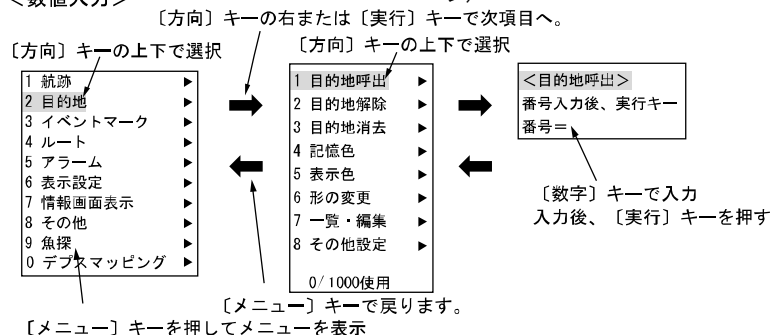 ＜数値入力＞
〔方向〕キーの右または〔実行〕キーで次項目へ。
〔方向〕キーの上下で選択
〔方向〕キーの上下で選択
1 航跡 ▶
2 目的地 ▶
3 イベントマーク ▶
4 ルート ▶
5 アラーム ▶
6 表示設定 ▶
7 情報画面表示 ▶
8 その他 ▶
9 魚探 ▶
0 デプスマッピング ▶
1 目的地呼出 ▶
2 目的地解除 ▶
3 目的地消去 ▶
4 記憶色 ▶
5 表示色 ▶
6 形の変更 ▶
7 一覧・編集 ▶
8 その他設定 ▶
0/1000使用
＜目的地呼出＞
番号入力後、実行キー
番号＝
〔数字〕キーで入力
入力後、〔実行〕キーを押す
〔メニュー〕キーで戻ります。
〔メニュー〕キーを押してメニューを表示